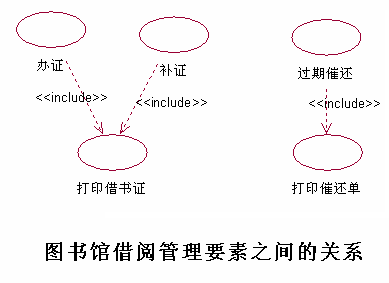 办证
补证
过期催还
<<include>>
<<include>>
<<include>>
打印借书证
打印催还单
图书馆借阅管理要素之间的关系